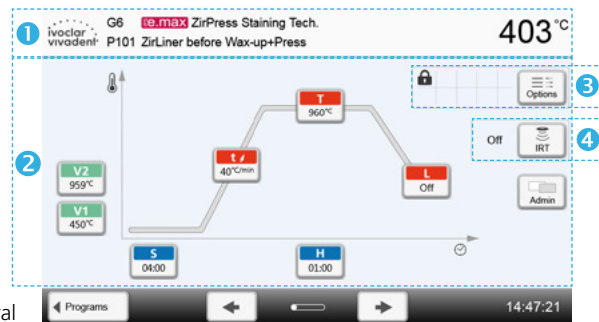 1
ivoclar
vivadent
G6 e.max ZirPress Staining Tech.
P101 ZirLiner before Wax-up+Press
403°C
2
3
Options
4
Off
IRT
Admin
T
960°C
t
40°C/min
L
Off
V2
959°C
V1
450°C
S
04:00
H
01:00
Programs
14:47:21
al